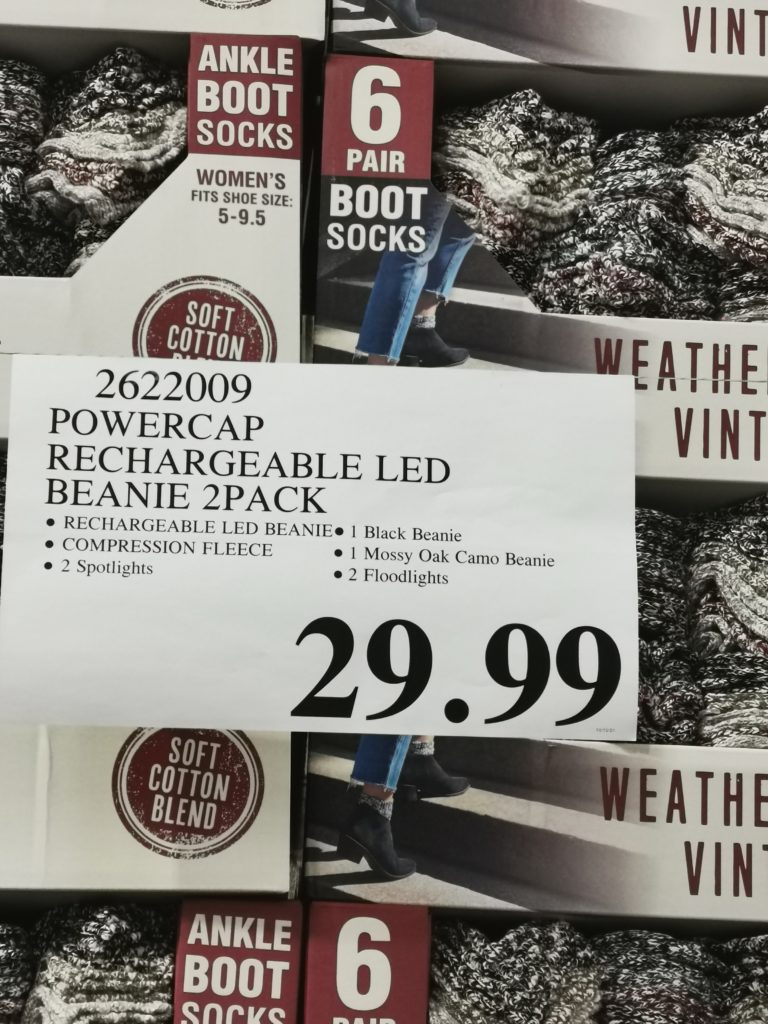 VINT
ANKLE
BOOT
SOCKS
WOMEN'S
FITS SHOE SIZE:
5-9.5
6
PAIR
BOOT
SOCKS
SOFT
COTTON
WEATHE
VINT
2622009
POWERCAP
RECHARGEABLE LED
BEANIE 2PACK
• RECHARGEABLE LED BEANIE
• COMPRESSION FLEECE
• 2 Spotlights
• 1 Black Beanie
• 1 Mossy Oak Camo Beanie
• 2 Floodlights
29.99
SOFT
COTTON
BLEND
WEATHE
VINT
ANKLE
BOOT
SOCKS
6
PAIR